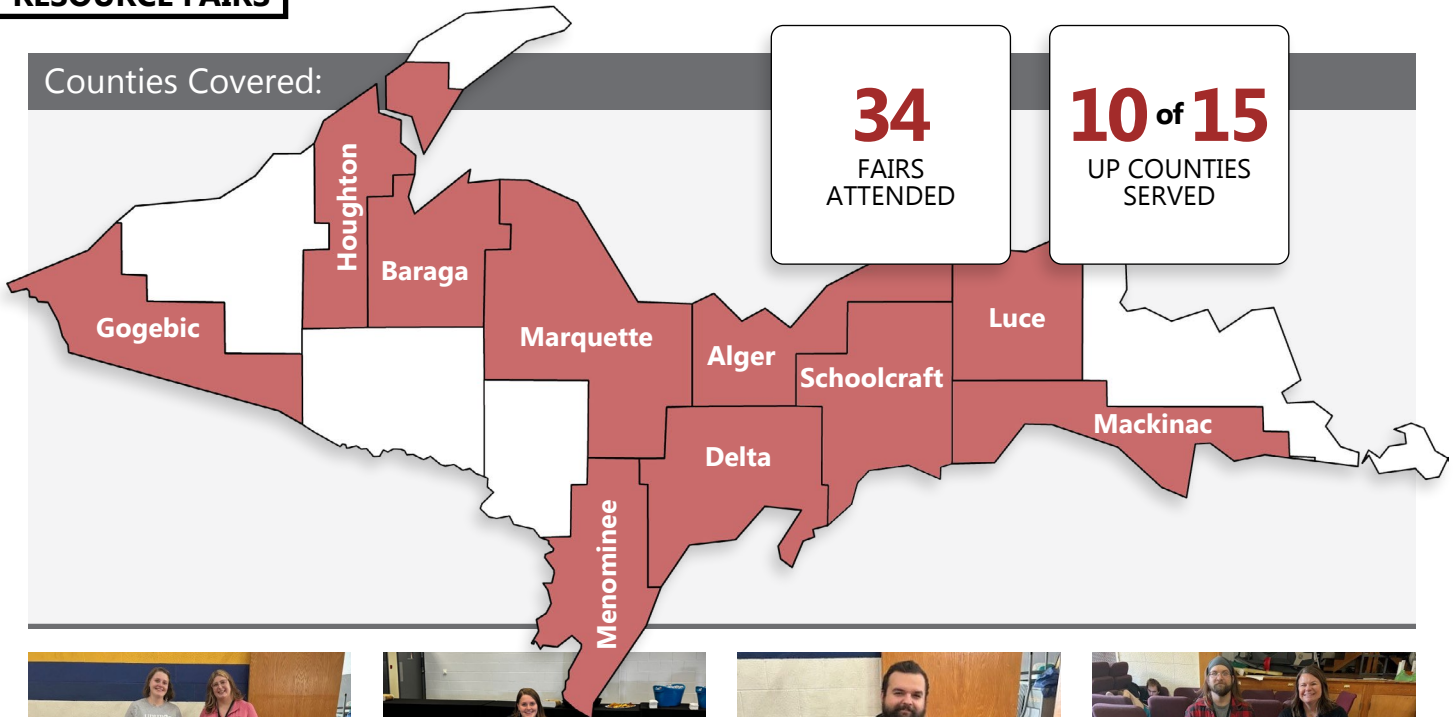 RESOURCE FAIRS
Counties Covered:
34
FAIRS
ATTENDED
10 of 15
UP COUNTIES
SERVED
Houghton
Baraga
Gogebic
Marquette
Alger
Luce
Schoolcraft
Mackinac
Delta
Menominee